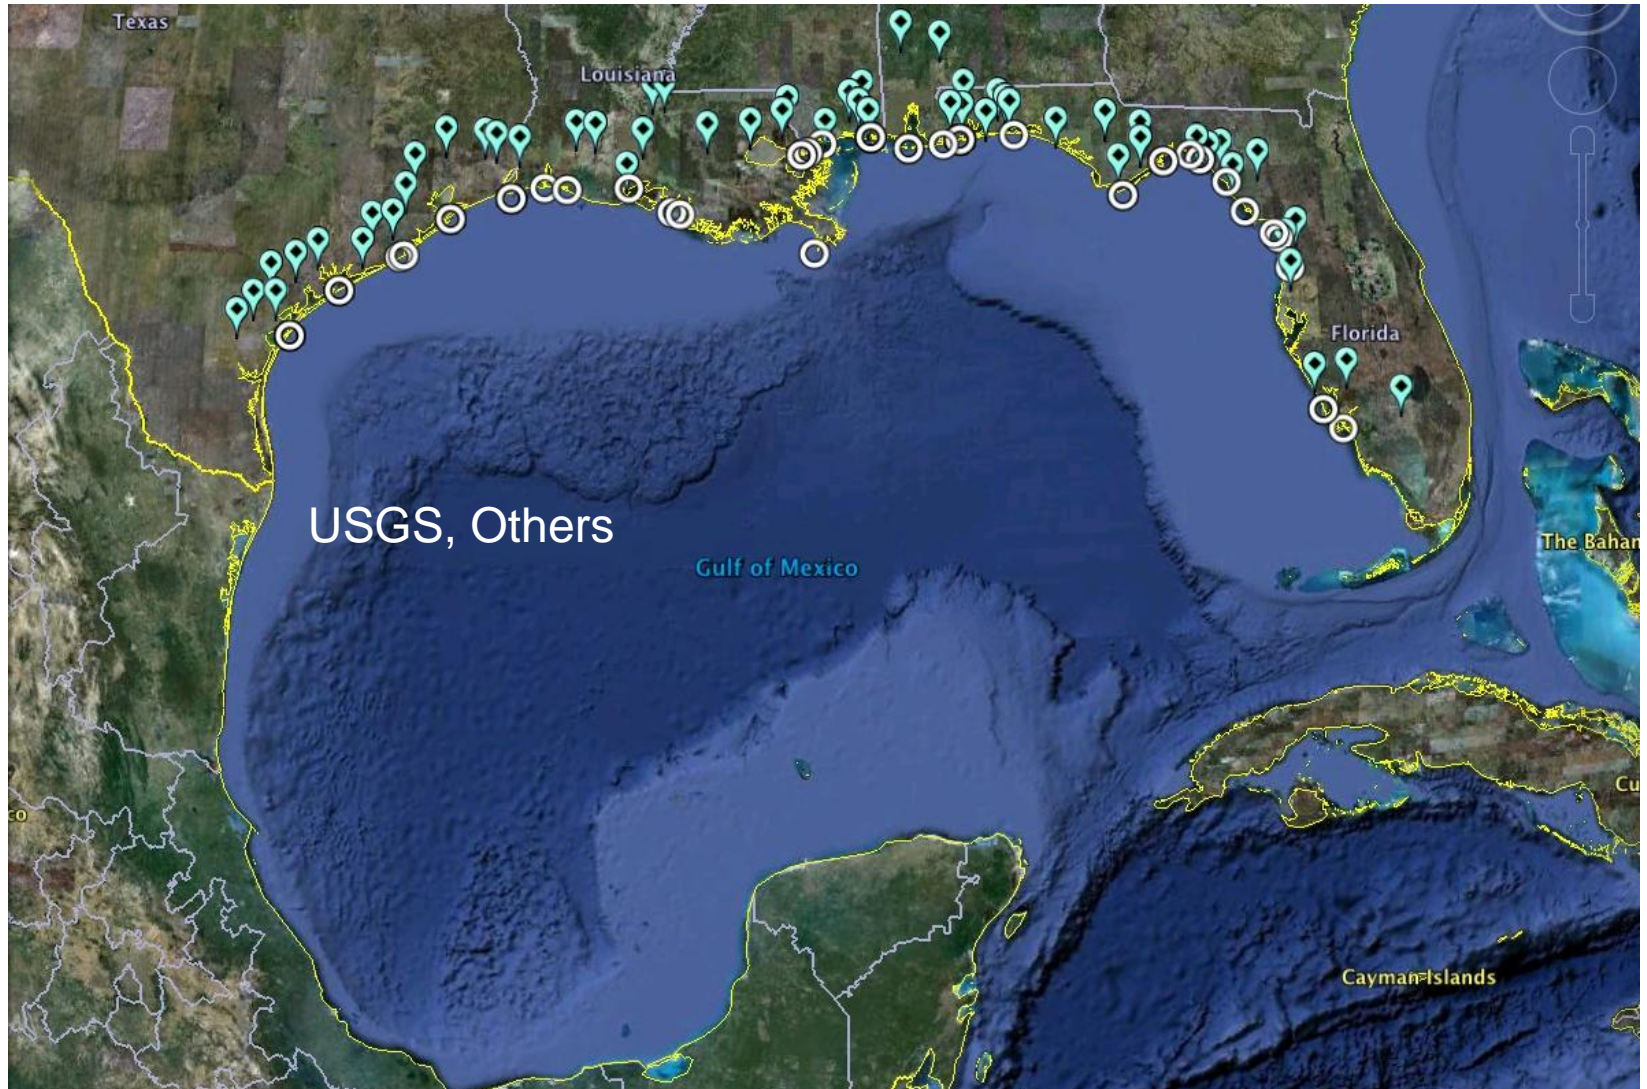 Texas
Louisiana
Florida
USGS, Others
The Bahan
Gulf of Mexico
Cu
co
Cayman Islands